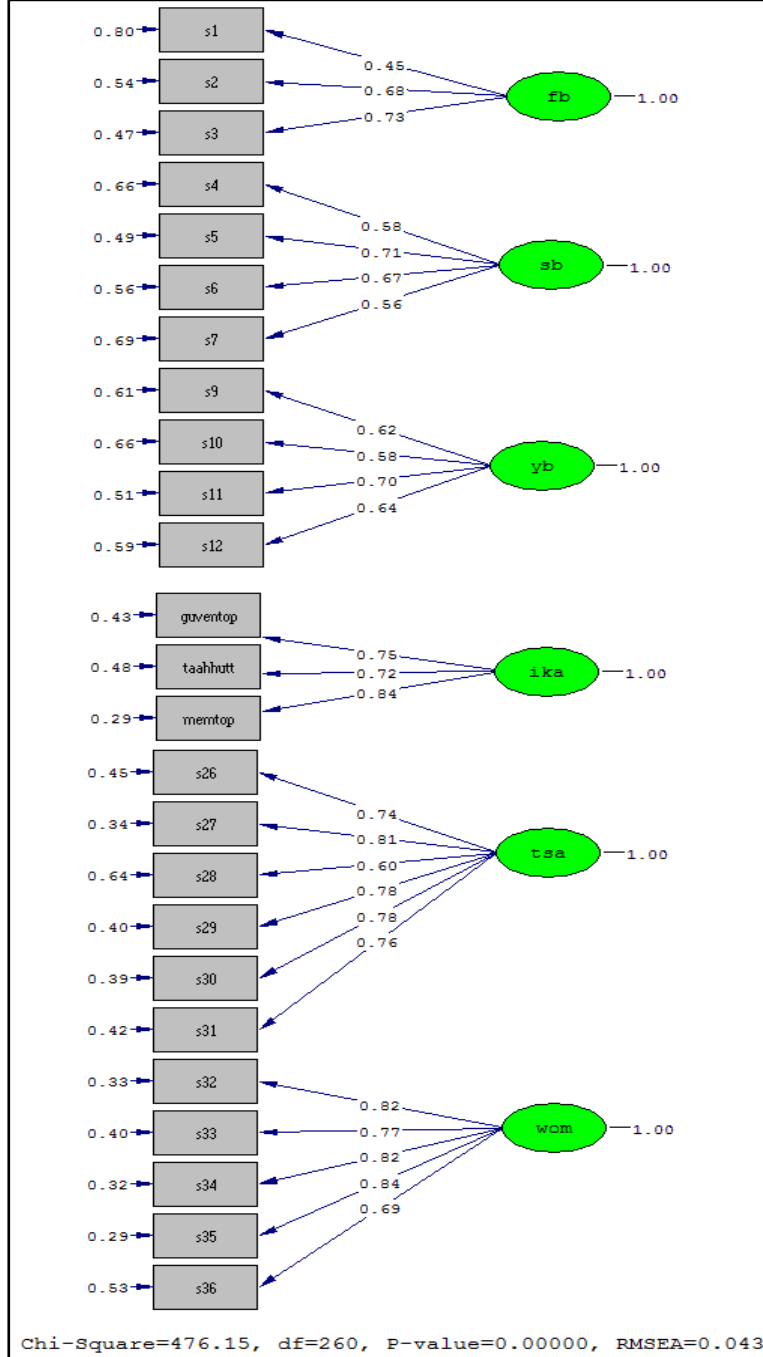 0.80 s1
0.45
0.54 s2 0.68 fb 1.00
0.73
0.47 s3
0.66 s4
0.58
0.49 s5 0.71
sb 1.00
0.56 s6 0.67
0.56
0.69 s7
0.61 s9
0.62
0.66 s10 0.58
yb 1.00
0.51 s11 0.70
0.64
0.59 s12
0.43 guventop
0.75
0.48 taahhutt 0.72 ika 1.00
0.84
0.29 memtop
0.45 s26
0.74
0.34 s27
0.81
tsa 1.00
0.64 s28 0.60
0.78
0.40 s29
0.78
0.76
0.39 s30
0.42 s31
0.33 s32
0.82
0.40 s33 0.77 wom 1.00
0.82
0.32 s34
0.84
0.69
0.29 s35
0.53 s36
Chi-Square=476.15, df=260, P-value=0.00000, RMSEA=0.043